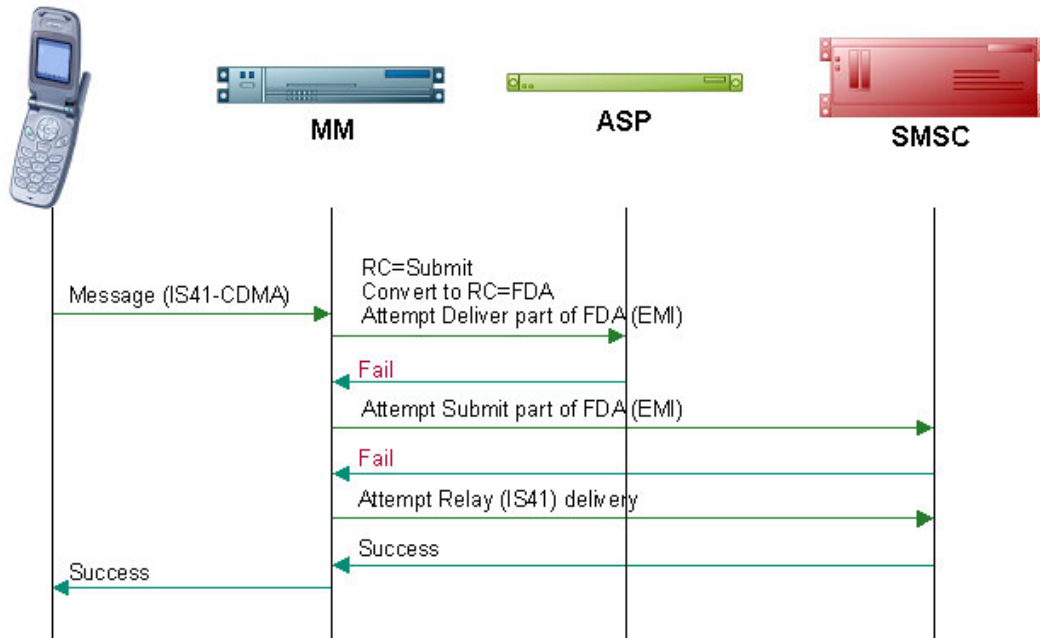 MM
ASP
SMSC
RC=Submit
Convert to RC=FDA
Message (IS41-CDMA)
Attempt Deliver part of FDA (EMI)
Fail
Attempt Submit part of FDA (EMI)
Fail
Attempt Relay (IS41) delivery
Success
Success